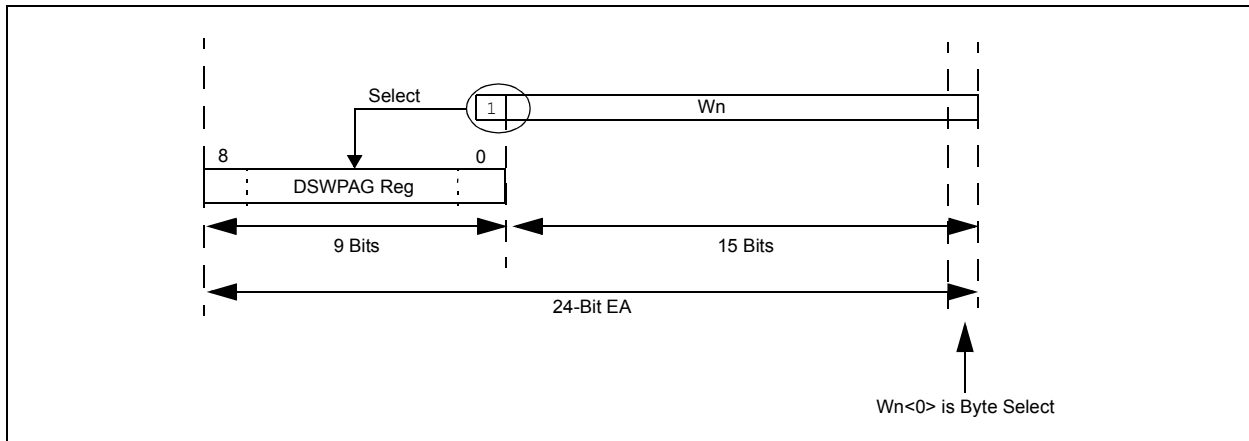 Select
1
Wn
8
0
DSWPAG Reg
9 Bits
15 Bits
24-Bit EA
Wn<0> is Byte Select